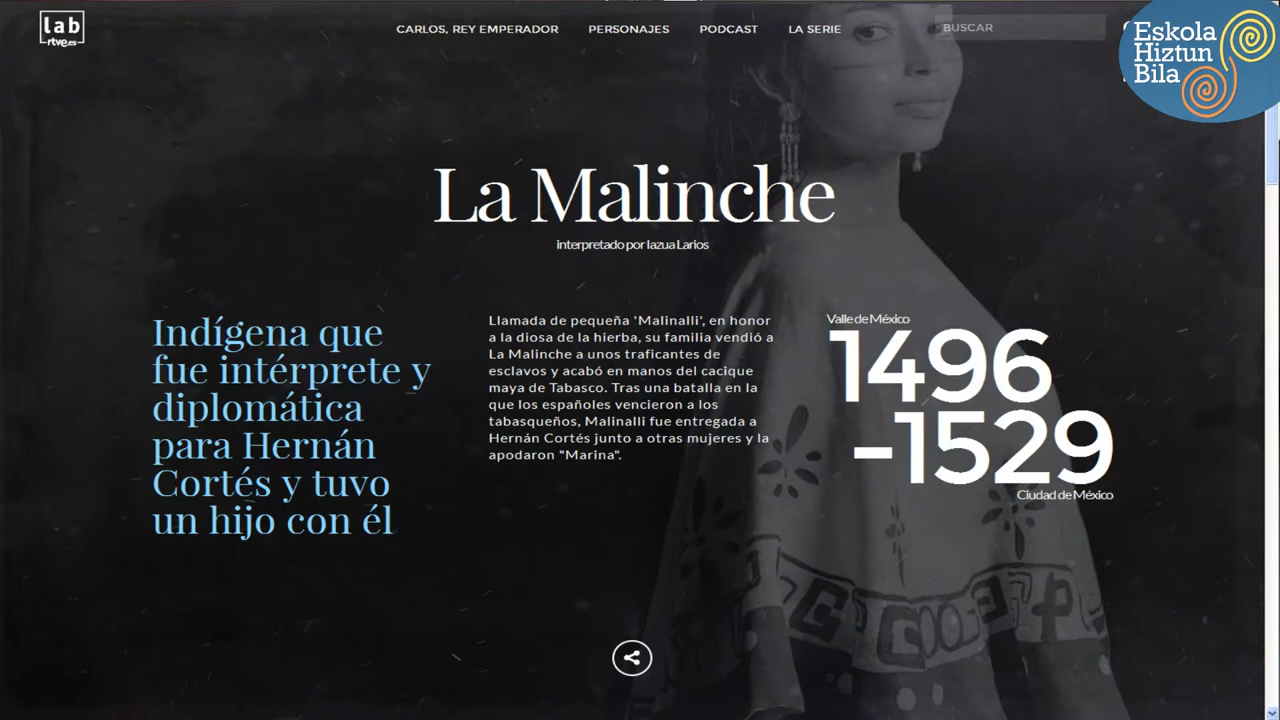 lab
rtve.es
CARLOS, REY EMPERADOR
PERSONAJES
PODCAST
LA SERIE
BUSCAR
Eskola
Hiztun
Bila
La Malinche
interpretado por Iazua Larios
Indígena que
fue intérprete y
diplomática
para Hernán
Cortés y tuvo
un hijo con él
Llamada de pequeña 'Malinalli', en honor
a la diosa de la hierba, su familia vendió a
La Malinche a unos traficantes de
esclavos y acabó en manos del cacique
maya de Tabasco. Tras una batalla en la
que los españoles vencieron a los
tabasqueños, Malinalli fue entregada a
Hernán Cortés junto a otras mujeres y la
apodaron "Marina".
Valle de México
1496
-1529
Ciudad de México